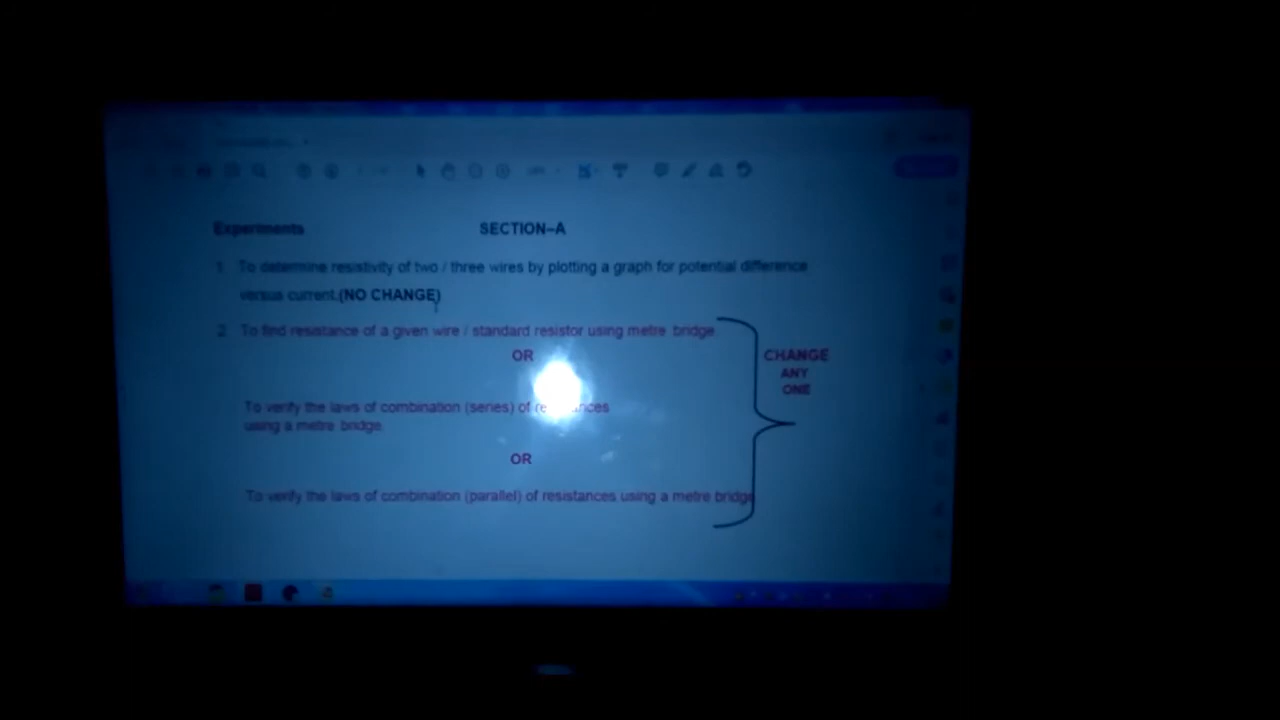 Experiments SECTION–A
1. To determine resistivity of two / three wires by plotting a graph for potential difference
versus current.(NO CHANGE)
2. To find resistance of a given wire / standard resistor using metre bridge.
OR
To verify the laws of combination (series) of resistances
using a metre bridge.
OR
To verify the laws of combination (parallel) of resistances using a metre bridge.
CHANGE
ANY
ONE